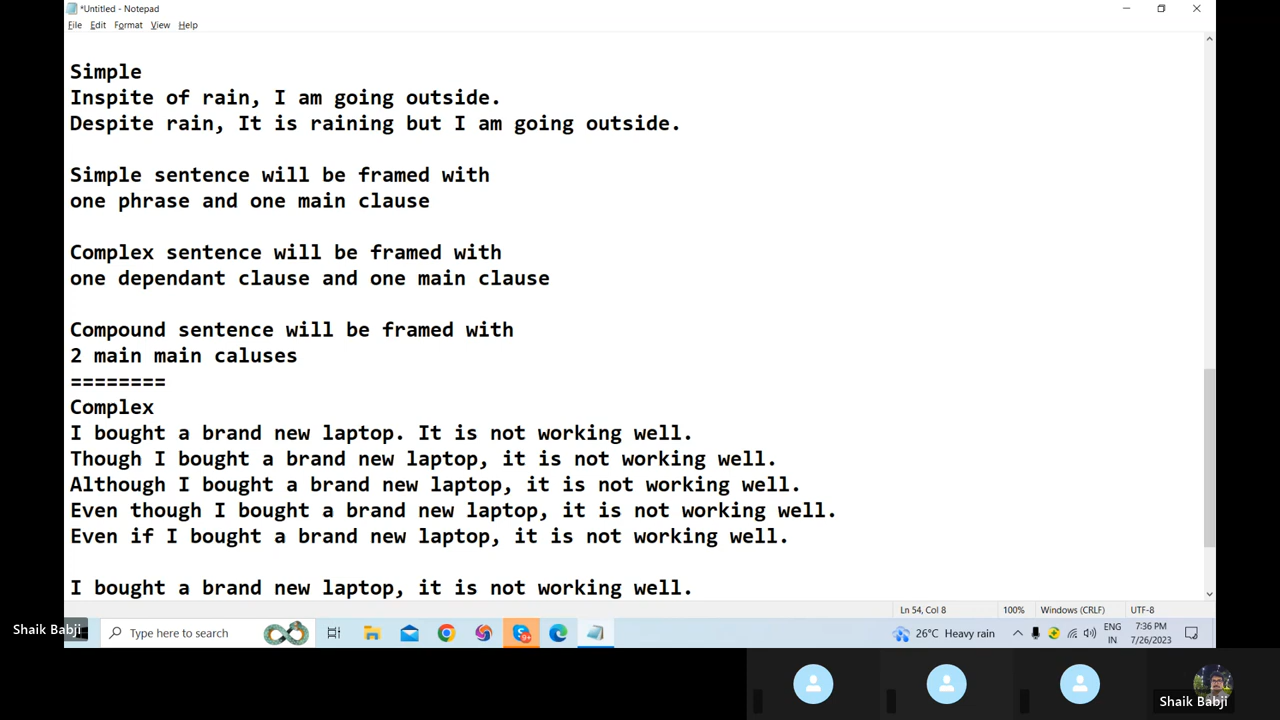 *Untitled - Notepad
File Edit Format View Help
Simple
Inspite of rain, I am going outside.
Despite rain, It is raining but I am going outside.
Simple sentence will be framed with
one phrase and one main clause
Complex sentence will be framed with
one dependant clause and one main clause
Compound sentence will be framed with
2 main main caluses
========
Complex
I bought a brand new laptop. It is not working well.
Though I bought a brand new laptop, it is not working well.
Although I bought a brand new laptop, it is not working well.
Even though I bought a brand new laptop, it is not working well.
Even if I bought a brand new laptop, it is not working well.
I bought a brand new laptop, it is not working well.
Ln 54, Col 8 100% Windows (CRLF) UTF-8
Shaik Babji
Type here to search
26°C Heavy rain
ENG
IN
7:36 PM
7/26/2023
Shaik Babji